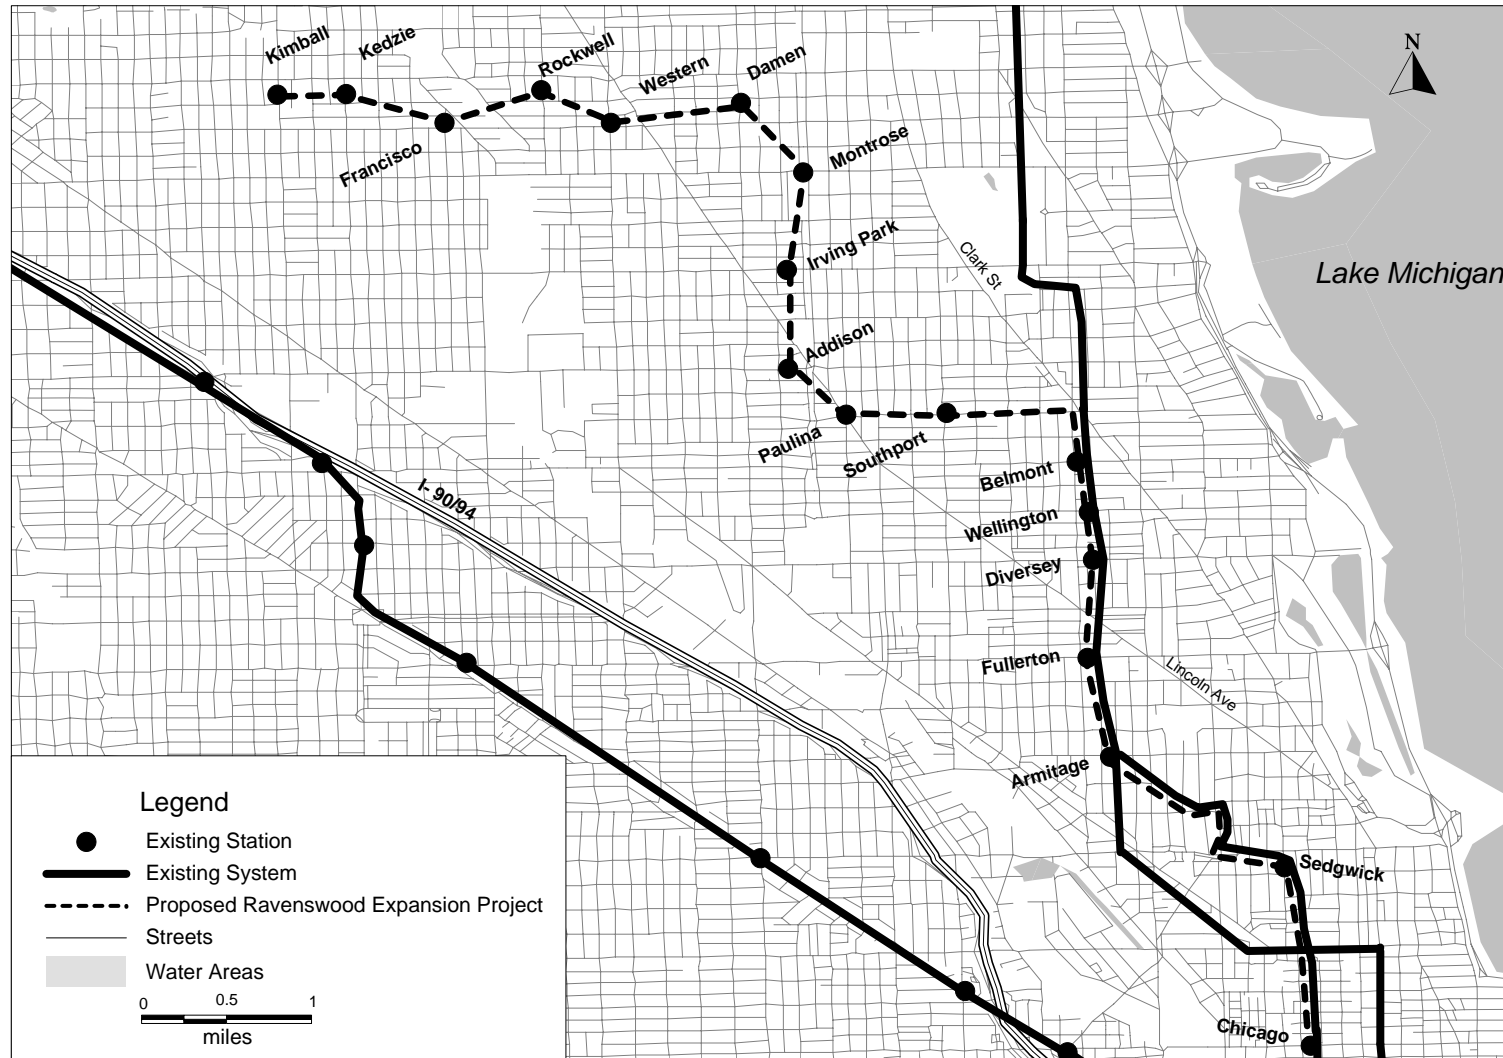 Kimball
Kedzie
Rockwell
Western
Damen
N
Francisco
Montrose
Irving Park
Clark St
Lake Michigan
Addison
Paulina
Southport
Belmont
I- 90/94
Wellington
Diversey
Fullerton
Lincoln Ave
Armitage
Sedgwick
Chicago
Legend
Existing Station
Existing System
Proposed Ravenswood Expansion Project
Streets
Water Areas
0 0.5 1
miles